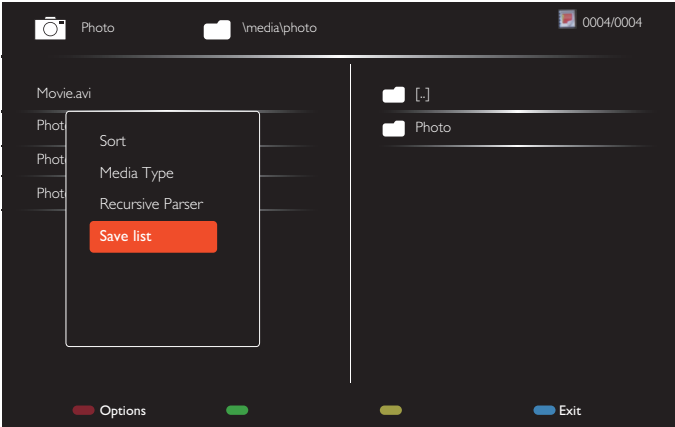 Photo
\media\photo
0004/0004
Movie.avi
[..]
Phot
Photo
Phot
Phot
Sort
Media Type
Recursive Parser
Save list
Options
Exit